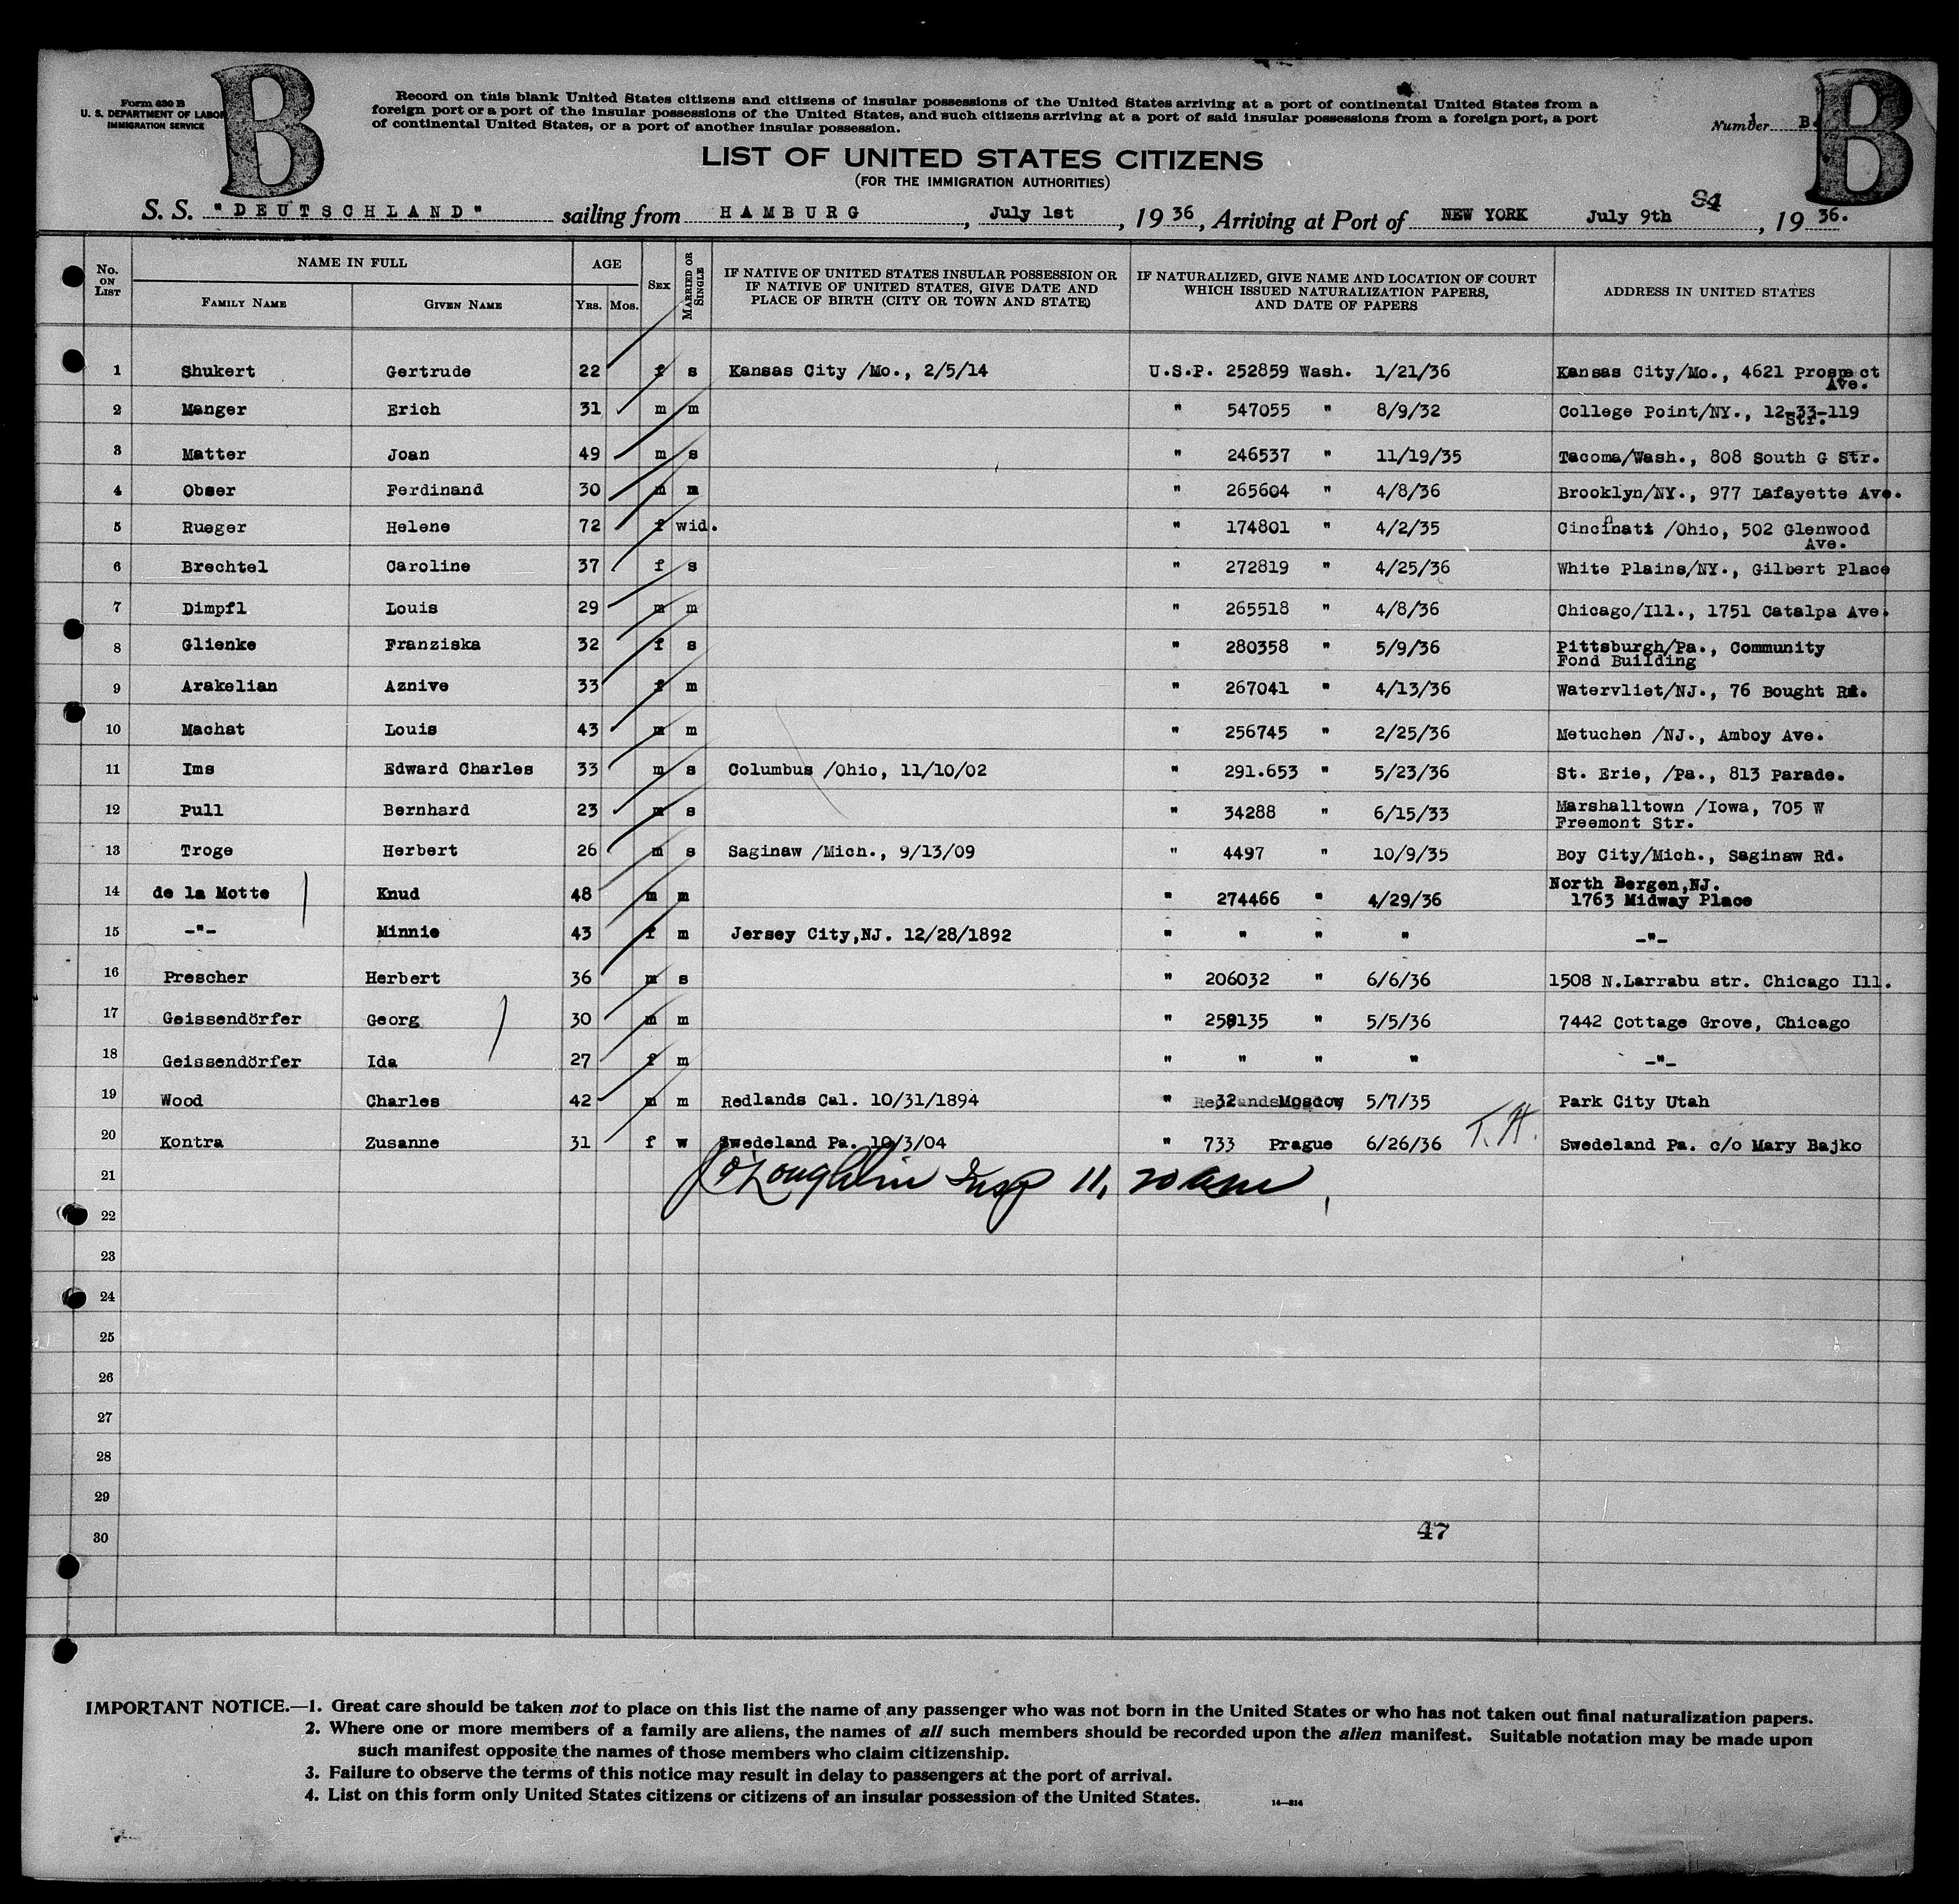 Form 630 B
U. S. DEPARTMENT OF LABOR
IMMIGRATION SERVICE
B
Record on this blank United States citizens and citizens of insular possessions of the United States arriving at a port of continental United States from a
foreign port or a port of the insular possessions of the United States, and such citizens arriving at a port of said insular possessions from a foreign port, a port
of continental United States, or a port of another insular possession.
Number 1 B.
B
LIST OF UNITED STATES CITIZENS
(FOR THE IMMIGRATION AUTHORITIES)
84
S. S. "DEUTSCHLAND" sailing from HAMBURG, July 1st, 1936, Arriving at Port of NEW YORK July 9th, 1936.
No. ON LIST
NAME IN FULL
FAMILY NAME GIVEN NAME
AGE
YRS. MOS.
SEX
MARRIED OR SINGLE
IF NATIVE OF UNITED STATES INSULAR POSSESSION OR
IF NATIVE OF UNITED STATES, GIVE DATE AND
PLACE OF BIRTH (CITY OR TOWN AND STATE)
IF NATURALIZED, GIVE NAME AND LOCATION OF COURT
WHICH ISSUED NATURALIZATION PAPERS,
AND DATE OF PAPERS
ADDRESS IN UNITED STATES
1 Shukert Gertrude 22 f s Kansas City /Mo., 2/5/14 U.S.P. 252859 Wash. 1/21/36 Kansas City/Mo., 4621 Prospect
Ave.
2 Manger Erich 31 m m " 547055 " 8/9/32 College Point/NY., 12-33-119
Str.
3 Matter Joan 49 m s " 246537 " 11/19/35 Tacoma/Wash., 808 South G Str.
4 Obser Ferdinand 30 m m " 265604 " 4/8/36 Brooklyn/NY., 977 Lafayette Ave.
5 Rueger Helene 72 f wid. " 174801 " 4/2/35 Cincinati /Ohio, 502 Glenwood
Ave.
6 Brechtel Caroline 37 f s " 272819 " 4/25/36 White Plains/NY., Gilbert Place
7 Dimpfl Louis 29 m m " 265518 " 4/8/36 Chicago/Ill., 1751 Catalpa Ave.
8 Glienke Franziska 32 f s " 280358 " 5/9/36 Pittsburgh/Pa., Community
Fond Building
9 Arakelian Aznive 33 f m " 267041 " 4/13/36 Watervliet/NJ., 76 Bought Rd.
10 Machat Louis 43 m m " 256745 " 2/25/36 Metuchen /NJ., Amboy Ave.
11 Ims Edward Charles 33 m s Columbus /Ohio, 11/10/02 " 291.653 " 5/23/36 St. Erie, /Pa., 813 Parade.
12 Pull Bernhard 23 m s " 34288 " 6/15/33 Marshalltown /Iowa, 705 W
Freemont Str.
13 Troge Herbert 26 m s Saginaw /Mich., 9/13/09 " 4497 " 10/9/35 Boy City/Mich., Saginaw Rd.
14 de la Motte Knud 48 m m " 274466 " 4/29/36 North Bergen,NJ.
1763 Midway Place
15 -"- Minnie 43 f m Jersey City,NJ. 12/28/1892 " " " " -"-
16 Prescher Herbert 36 m s " 206032 " 6/6/36 1508 N.Larrabu str. Chicago Ill.
17 Geissendörfer Georg 30 m m " 259135 " 5/5/36 7442 Cottage Grove, Chicago
18 Geissendörfer Ida 27 f m " " " " -"-
19 Wood Charles 42 m m Redlands Cal. 10/31/1894 " 32 Moscow 5/7/35 Park City Utah
20 Kontra Zusanne 31 f w Swedeland Pa. 10/3/04 " 733 Prague 6/26/36 T.H. Swedeland Pa. c/o Mary Bajko
21 J O'Loughlin Insp 11, 20 am
22
23
24
25
26
27
28
29
30
47
IMPORTANT NOTICE.—1. Great care should be taken not to place on this list the name of any passenger who was not born in the United States or who has not taken out final naturalization papers.
2. Where one or more members of a family are aliens, the names of all such members should be recorded upon the alien manifest. Suitable notation may be made upon
such manifest opposite the names of those members who claim citizenship.
3. Failure to observe the terms of this notice may result in delay to passengers at the port of arrival.
4. List on this form only United States citizens or citizens of an insular possession of the United States.
14—814